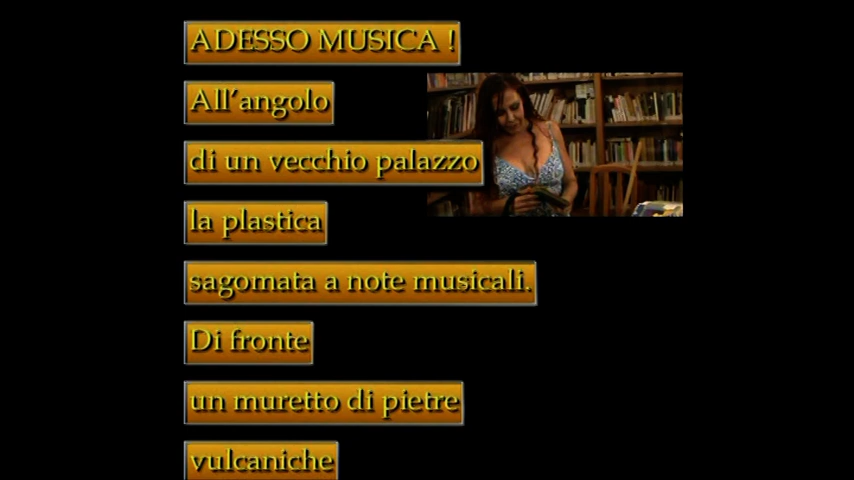 ADESSO MUSICA !
All’angolo
di un vecchio palazzo
la plastica
sagomata a note musicali.
Di fronte
un muretto di pietre
vulcaniche